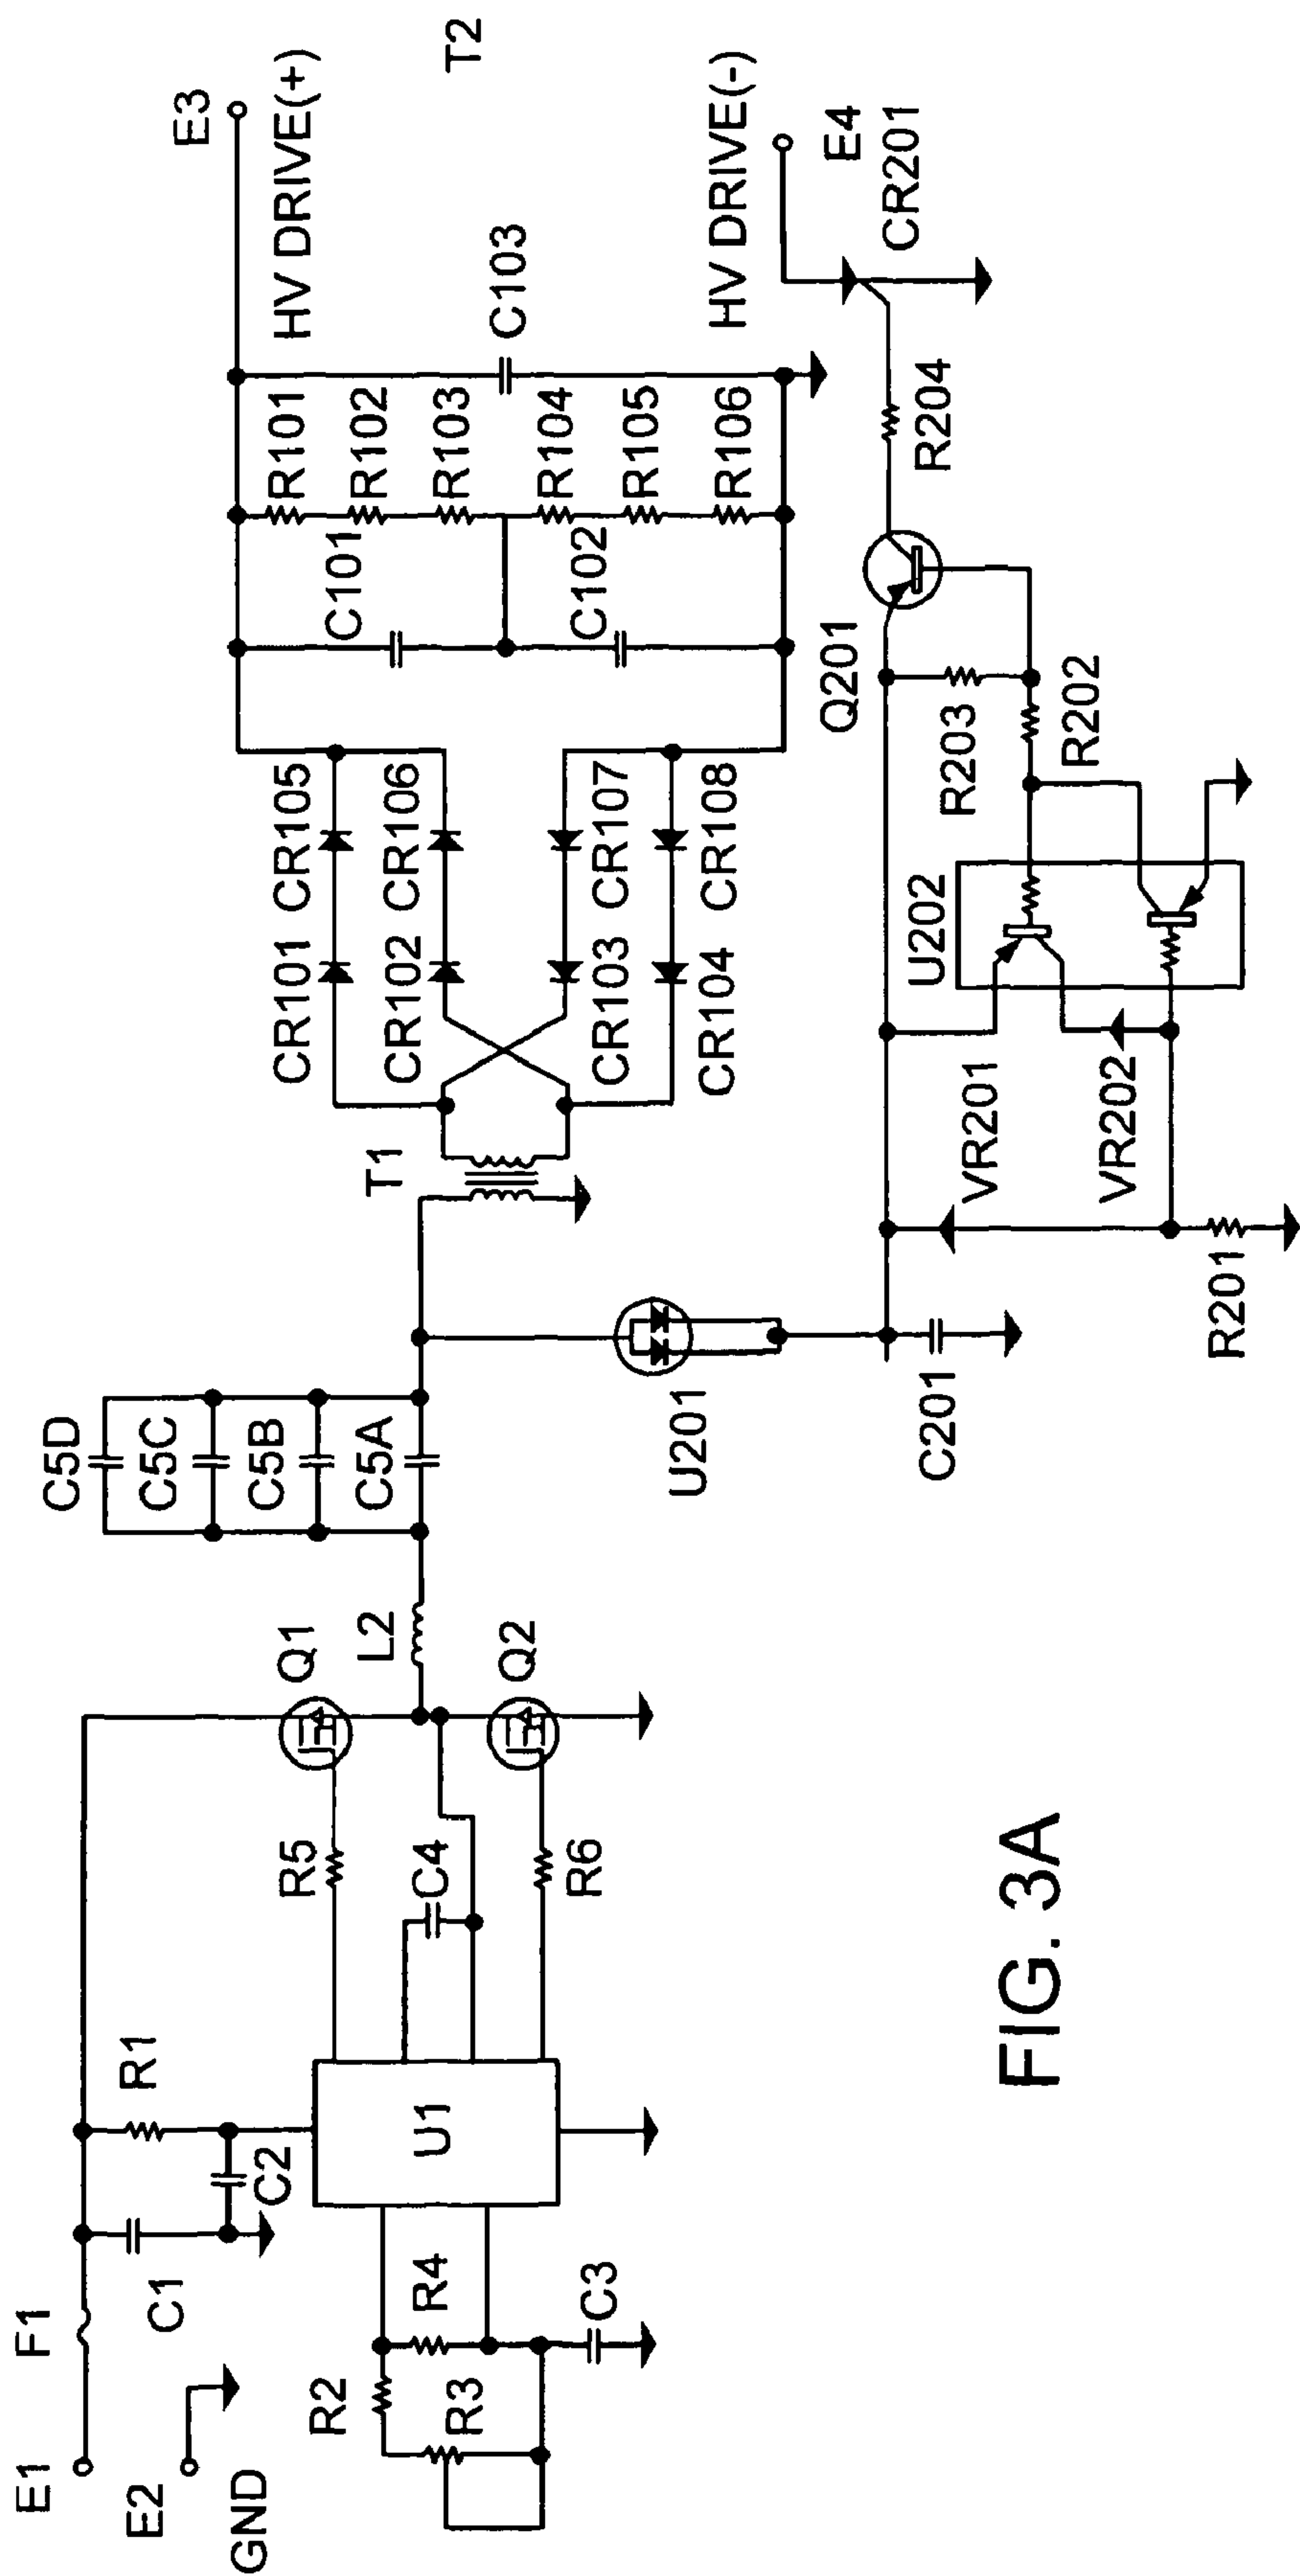 E1
F1
E2
GND
C1
R1
C2
R2
R4
R3
C3
U1
R5
C4
R6
Q1
L2
Q2
C5D
C5C
C5B
C5A
U201
C201
T1
CR101
CR105
CR102
CR106
CR103
CR107
CR104
CR108
C101
C102
R101
R102
R103
R104
R105
R106
C103
E3
HV DRIVE(+)
T2
HV DRIVE(-)
E4
CR201
R204
Q201
R203
R202
U202
VR201
VR202
R201
FIG. 3A